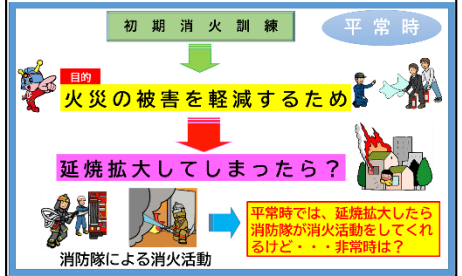 初期消火訓練
平常時
目的
火災の被害を軽減するため
延焼拡大してしまったら？
平常時では、延焼拡大したら
消防隊が消火活動をしてくれ
るけど・・・非常時は？
消防隊による消火活動